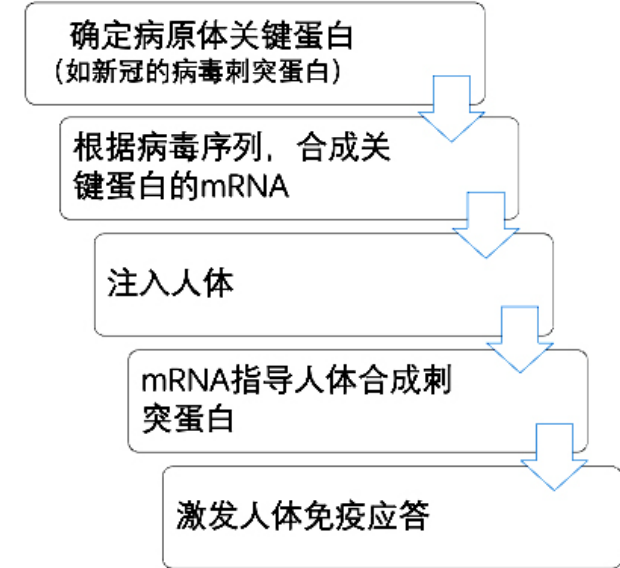 确定病原体关键蛋白
（如新冠的病毒刺突蛋白）
根据病毒序列，合成关
键蛋白的mRNA
注入人体
mRNA指导人体合成刺
突蛋白
激发人体免疫应答